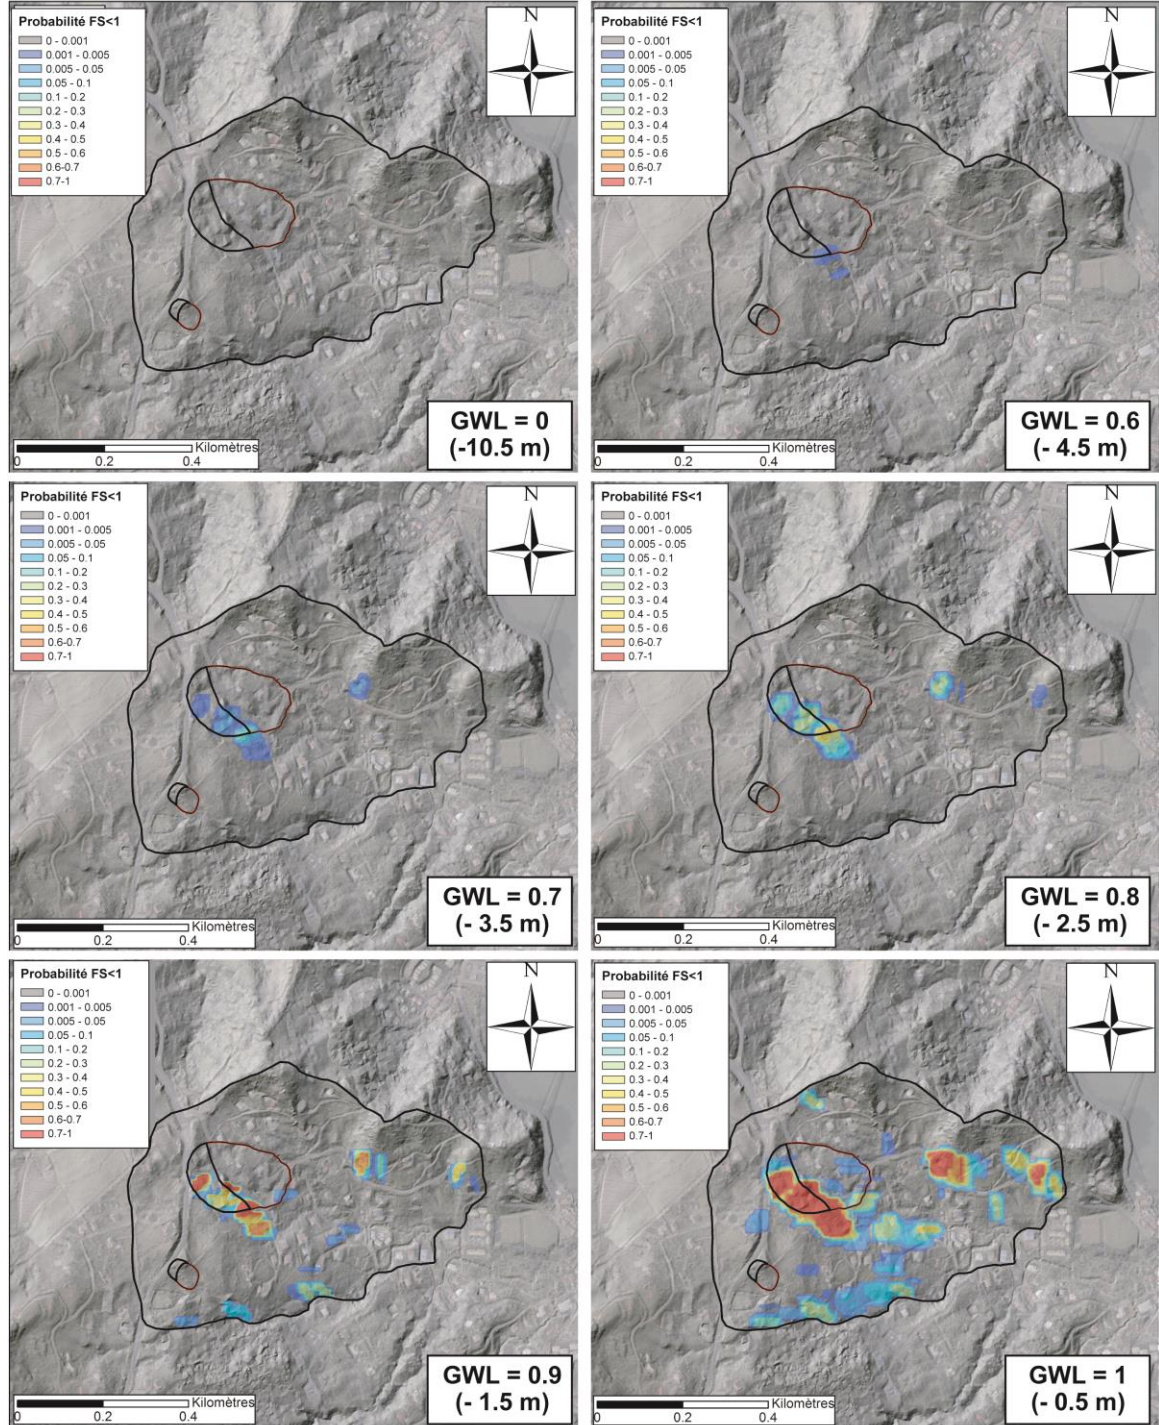 Probabilité FS<1
0 - 0.001
0.001 - 0.005
0.005 - 0.05
0.05 - 0.1
0.1 - 0.2
0.2 - 0.3
0.3 - 0.4
0.4 - 0.5
0.5 - 0.6
0.6-0.7
0.7-1
N
Kilomètres
0 0.2 0.4
GWL = 0
(-10.5 m)
Probabilité FS<1
0 - 0.001
0.001 - 0.005
0.005 - 0.05
0.05 - 0.1
0.1 - 0.2
0.2 - 0.3
0.3 - 0.4
0.4 - 0.5
0.5 - 0.6
0.6-0.7
0.7-1
N
Kilomètres
0 0.2 0.4
GWL = 0.6
(- 4.5 m)
Probabilité FS<1
0 - 0.001
0.001 - 0.005
0.005 - 0.05
0.05 - 0.1
0.1 - 0.2
0.2 - 0.3
0.3 - 0.4
0.4 - 0.5
0.5 - 0.6
0.6-0.7
0.7-1
N
Kilomètres
0 0.2 0.4
GWL = 0.7
(- 3.5 m)
Probabilité FS<1
0 - 0.001
0.001 - 0.005
0.005 - 0.05
0.05 - 0.1
0.1 - 0.2
0.2 - 0.3
0.3 - 0.4
0.4 - 0.5
0.5 - 0.6
0.6-0.7
0.7-1
N
Kilomètres
0 0.2 0.4
GWL = 0.8
(- 2.5 m)
Probabilité FS<1
0 - 0.001
0.001 - 0.005
0.005 - 0.05
0.05 - 0.1
0.1 - 0.2
0.2 - 0.3
0.3 - 0.4
0.4 - 0.5
0.5 - 0.6
0.6-0.7
0.7-1
N
Kilomètres
0 0.2 0.4
GWL = 0.9
(- 1.5 m)
Probabilité FS<1
0 - 0.001
0.001 - 0.005
0.005 - 0.05
0.05 - 0.1
0.1 - 0.2
0.2 - 0.3
0.3 - 0.4
0.4 - 0.5
0.5 - 0.6
0.6-0.7
0.7-1
N
Kilomètres
0 0.2 0.4
GWL = 1
(- 0.5 m)